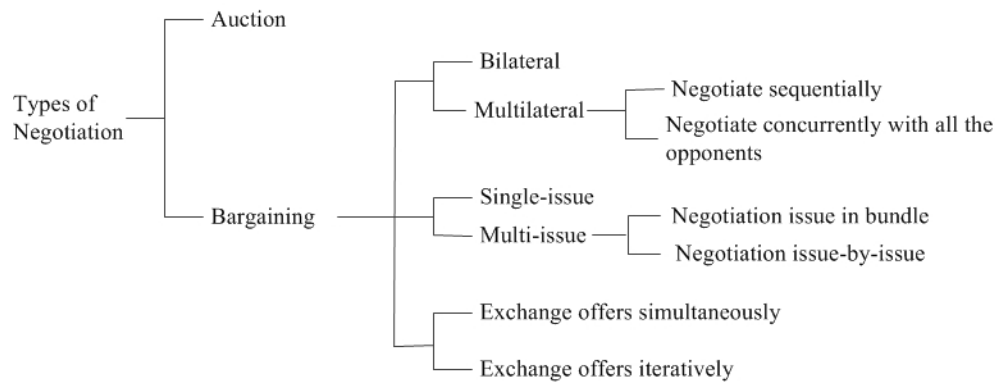 Auction
Bilateral
Types of
Negotiation
Multilateral
Negotiate sequentially
Negotiate concurrently with all the
opponents
Bargaining
Single-issue
Multi-issue
Negotiation issue in bundle
Negotiation issue-by-issue
Exchange offers simultaneously
Exchange offers iteratively